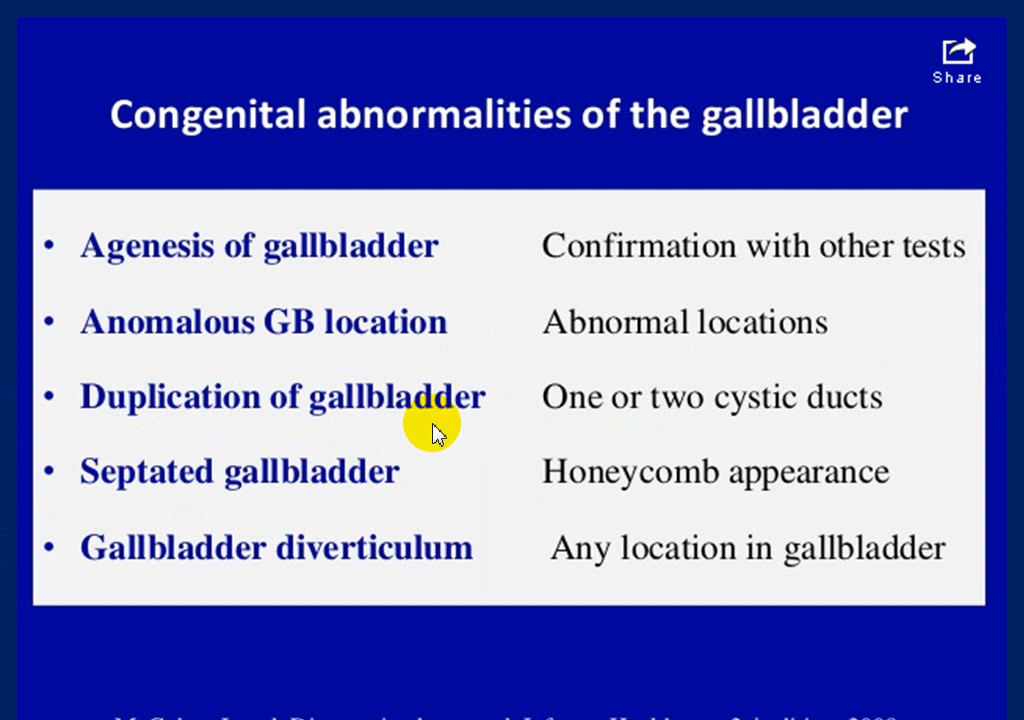 Share
Congenital abnormalities of the gallbladder
• Agenesis of gallbladder Confirmation with other tests
• Anomalous GB location Abnormal locations
• Duplication of gallbladder One or two cystic ducts
• Septated gallbladder Honeycomb appearance
• Gallbladder diverticulum Any location in gallbladder